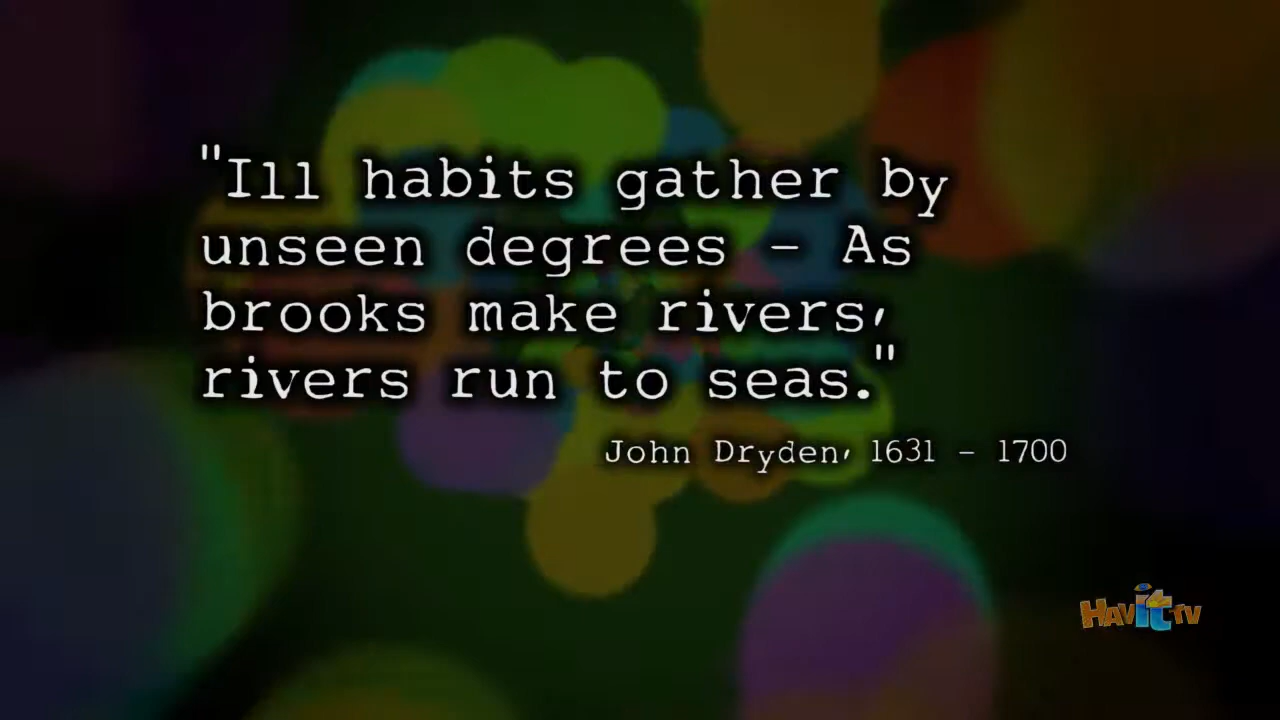 "Ill habits gather by
unseen degrees - As
brooks make rivers,
rivers run to seas."
John Dryden, 1631 - 1700
HavitTV